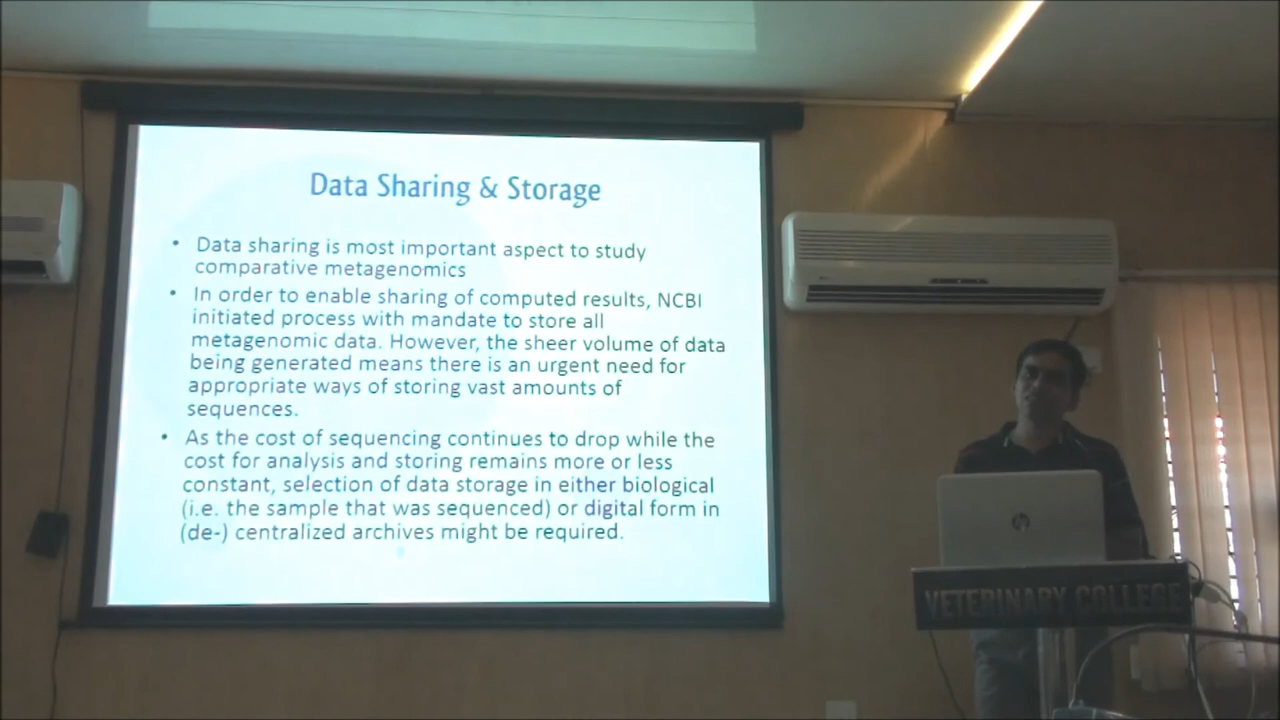 Data Sharing & Storage
• Data sharing is most important aspect to study
comparative metagenomics
• In order to enable sharing of computed results, NCBI
initiated process with mandate to store all
metagenomic data. However, the sheer volume of data
being generated means there is an urgent need for
appropriate ways of storing vast amounts of
sequences.
• As the cost of sequencing continues to drop while the
cost for analysis and storing remains more or less
constant, selection of data storage in either biological
(i.e. the sample that was sequenced) or digital form in
(de-) centralized archives might be required.
hp
VETERINARY COLLEGE